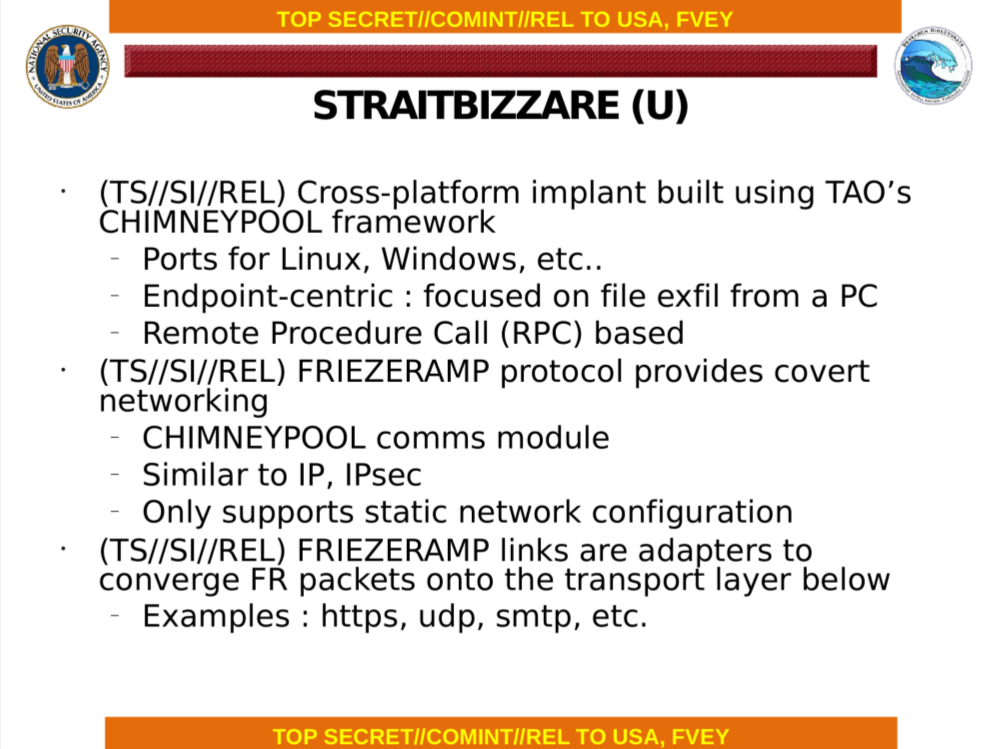 TOP SECRET//COMINT//REL TO USA, FVEY
NATIONAL SECURITY AGENCY
UNITED STATES OF AMERICA
RESEARCH DIRECTORATE
STRAITBIZZARE (U)
· (TS//SI//REL) Cross-platform implant built using TAO’s
CHIMNEYPOOL framework
– Ports for Linux, Windows, etc..
– Endpoint-centric : focused on file exfil from a PC
– Remote Procedure Call (RPC) based
· (TS//SI//REL) FRIEZERAMP protocol provides covert
networking
– CHIMNEYPOOL comms module
– Similar to IP, IPsec
– Only supports static network configuration
· (TS//SI//REL) FRIEZERAMP links are adapters to
converge FR packets onto the transport layer below
– Examples : https, udp, smtp, etc.
TOP SECRET//COMINT//REL TO USA, FVEY